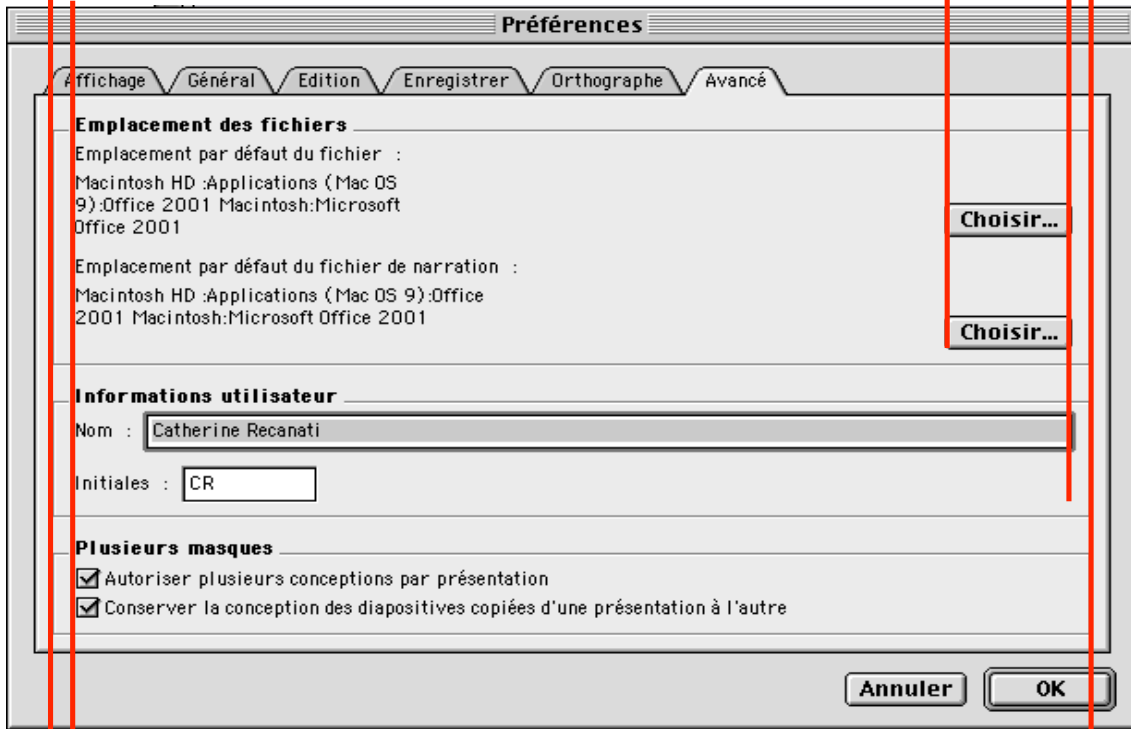 Préférences
Affichage Général Edition Enregistrer Orthographe Avancé
Emplacement des fichiers
Emplacement par défaut du fichier :
Macintosh HD :Applications (Mac OS
9):Office 2001 Macintosh:Microsoft
Office 2001
Choisir...
Emplacement par défaut du fichier de narration :
Macintosh HD :Applications (Mac OS 9):Office
2001 Macintosh:Microsoft Office 2001
Choisir...
Informations utilisateur
Nom : Catherine Recanati
Initiales : CR
Plusieurs masques
Autoriser plusieurs conceptions par présentation
Conserver la conception des diapositives copiées d'une présentation à l'autre
Annuler OK